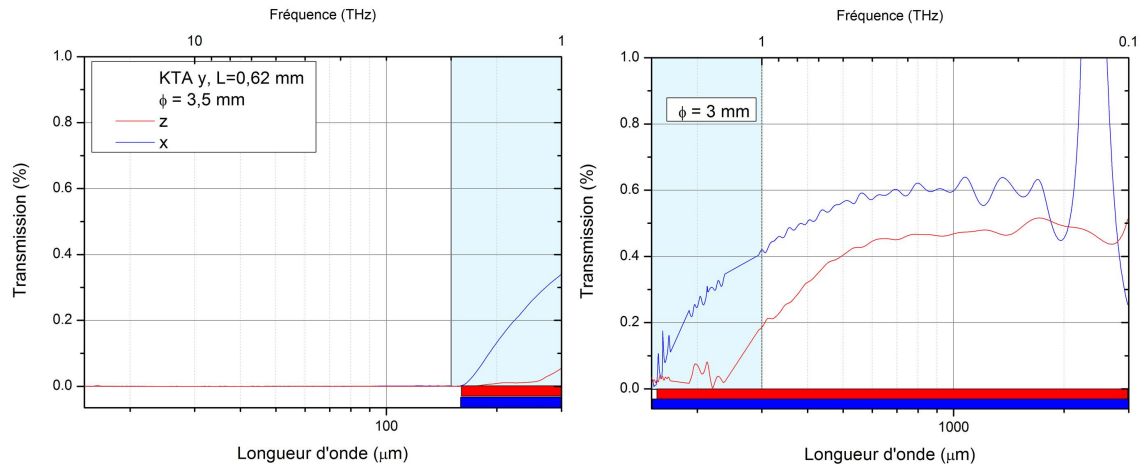 Fréquence (THz)
10
1
1.0
0.8
0.6
0.4
0.2
0.0
Transmission (%)
KTA y, L=0,62 mm
ϕ = 3,5 mm
z
x
100
Longueur d'onde (µm)
Fréquence (THz)
1
0.1
1.0
0.8
0.6
0.4
0.2
0.0
Transmission (%)
ϕ = 3 mm
1000
Longueur d'onde (µm)